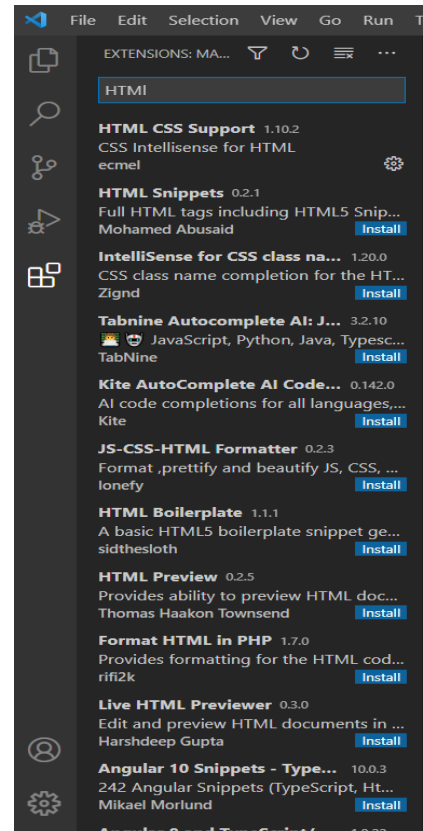 File Edit Selection View Go Run T
EXTENSIONS: MA... ...
HTMl
HTML CSS Support 1.10.2
CSS Intellisense for HTML
ecmel
HTML Snippets 0.2.1
Full HTML tags including HTML5 Snip...
Mohamed Abusaid Install
IntelliSense for CSS class na... 1.20.0
CSS class name completion for the HT...
Zignd Install
Tabnine Autocomplete AI: J... 3.2.10
JavaScript, Python, Java, Typesc...
TabNine Install
Kite AutoComplete AI Code... 0.142.0
AI code completions for all languages,...
Kite Install
JS-CSS-HTML Formatter 0.2.3
Format ,prettify and beautify JS, CSS, ...
lonefy Install
HTML Boilerplate 1.1.1
A basic HTML5 boilerplate snippet ge...
sidthesloth Install
HTML Preview 0.2.5
Provides ability to preview HTML doc...
Thomas Haakon Townsend Install
Format HTML in PHP 1.7.0
Provides formatting for the HTML cod...
rifi2k Install
Live HTML Previewer 0.3.0
Edit and preview HTML documents in ...
Harshdeep Gupta Install
Angular 10 Snippets - Type... 10.0.3
242 Angular Snippets (TypeScript, Ht...
Mikael Morlund Install